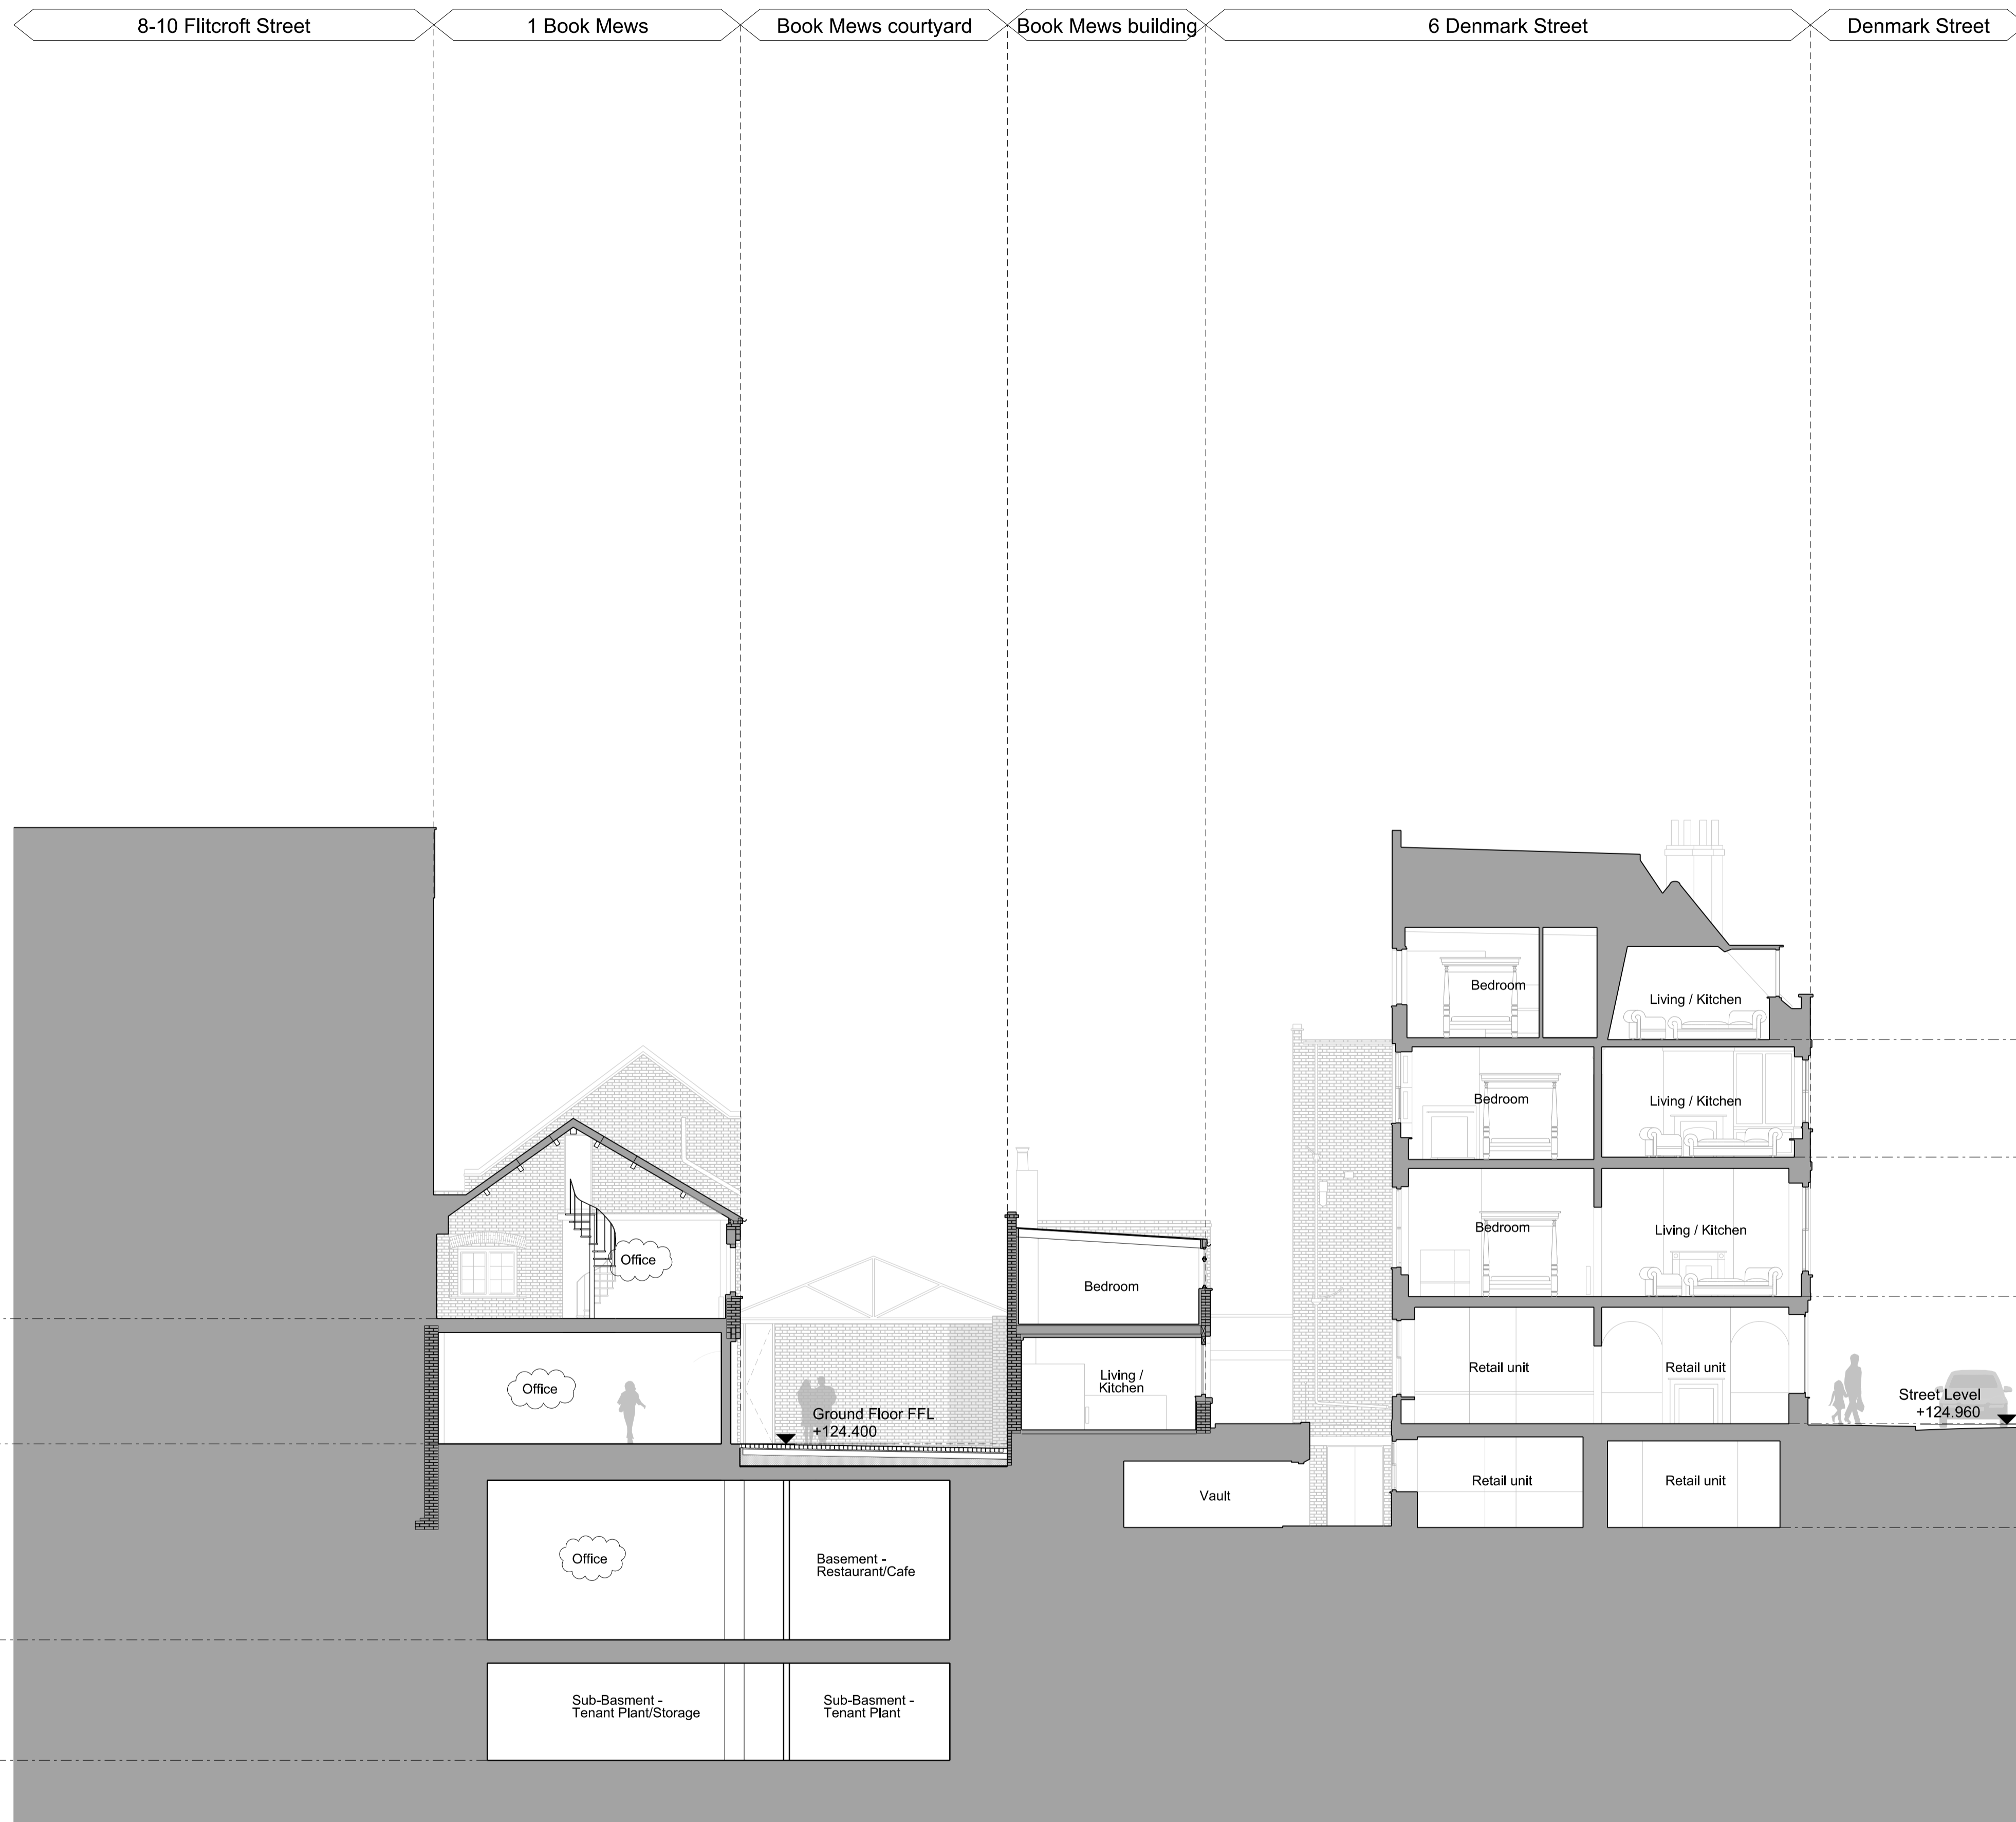 8-10 Flitcroft Street
1 Book Mews
Book Mews courtyard
Book Mews building
6 Denmark Street
Denmark Street
Bedroom
Living / Kitchen
Bedroom
Living / Kitchen
Bedroom
Living / Kitchen
Office
Bedroom
Retail unit
Retail unit
Office
Living /
Kitchen
Street Level
+124.960
Ground Floor FFL
+124.400
Vault
Retail unit
Retail unit
Office
Basement -
Restaurant/Cafe
Sub-Basment -
Tenant Plant/Storage
Sub-Basment -
Tenant Plant